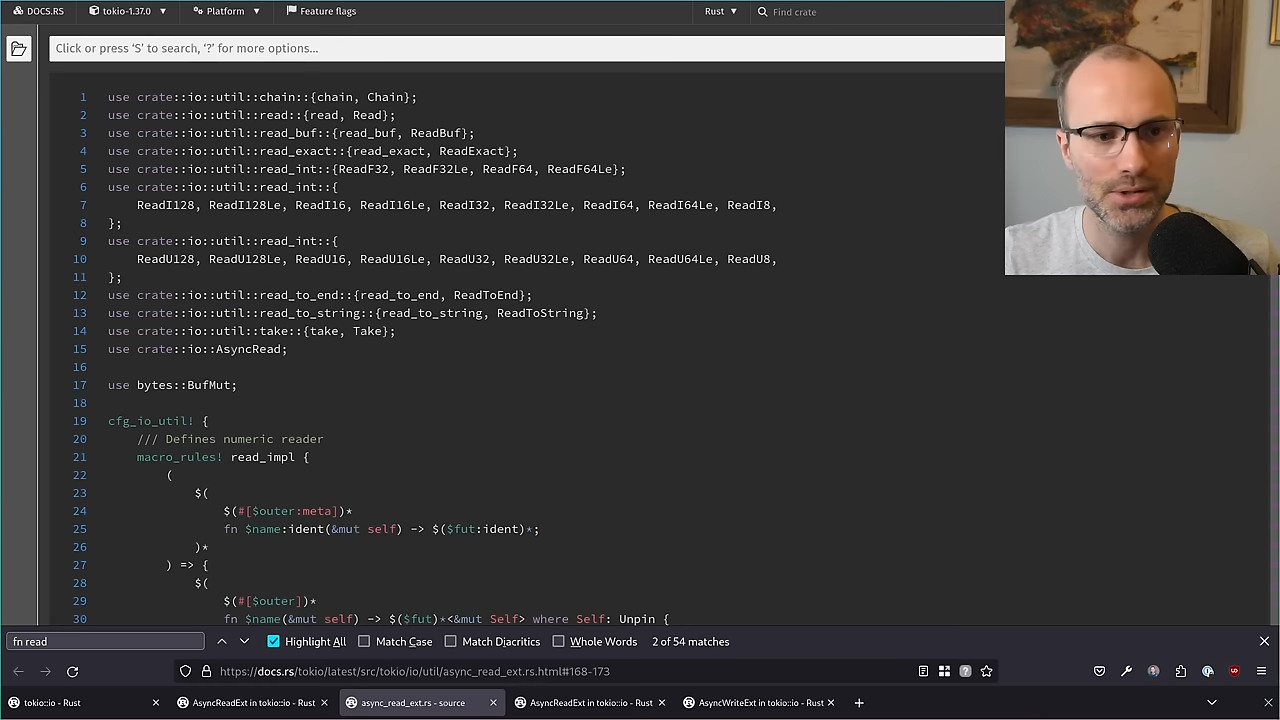 DOCS.RS tokio-1.37.0 Platform Feature flags Rust Find crate
Click or press ‘S’ to search, ‘?’ for more options…
1 use crate::io::util::chain::{chain, Chain};
2 use crate::io::util::read::{read, Read};
3 use crate::io::util::read_buf::{read_buf, ReadBuf};
4 use crate::io::util::read_exact::{read_exact, ReadExact};
5 use crate::io::util::read_int::{ReadF32, ReadF32Le, ReadF64, ReadF64Le};
6 use crate::io::util::read_int::{
7 ReadI128, ReadI128Le, ReadI16, ReadI16Le, ReadI32, ReadI32Le, ReadI64, ReadI64Le, ReadI8,
8 };
9 use crate::io::util::read_int::{
10 ReadU128, ReadU128Le, ReadU16, ReadU16Le, ReadU32, ReadU32Le, ReadU64, ReadU64Le, ReadU8,
11 };
12 use crate::io::util::read_to_end::{read_to_end, ReadToEnd};
13 use crate::io::util::read_to_string::{read_to_string, ReadToString};
14 use crate::io::util::take::{take, Take};
15 use crate::io::AsyncRead;
16
17 use bytes::BufMut;
18
19 cfg_io_util! {
20 /// Defines numeric reader
21 macro_rules! read_impl {
22 (
23 $(
24 $(#[$outer:meta])*
25 fn $name:ident(&mut self) -> $($fut:ident)*;
26 )*
27 ) => {
28 $(
29 $(#[$outer])*
30 fn $name(&mut self) -> $($fut)*<&mut Self> where Self: Unpin {
fn read Highlight All Match Case Match Diacritics Whole Words 2 of 54 matches
https://docs.rs/tokio/latest/src/tokio/io/util/async_read_ext.rs.html#168-173
tokio::io - Rust AsyncReadExt in tokio::io - Rust async_read_ext.rs - source AsyncReadExt in tokio::io - Rust AsyncWriteExt in tokio::io - Rust